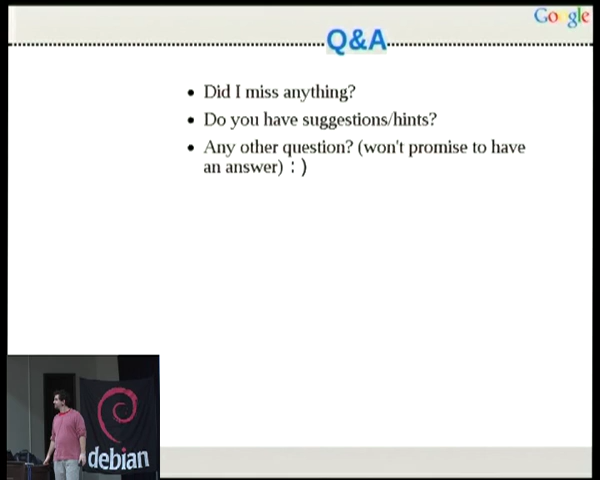 Google
Q&A
• Did I miss anything?
• Do you have suggestions/hints?
• Any other question? (won't promise to have
an answer) : )
debian